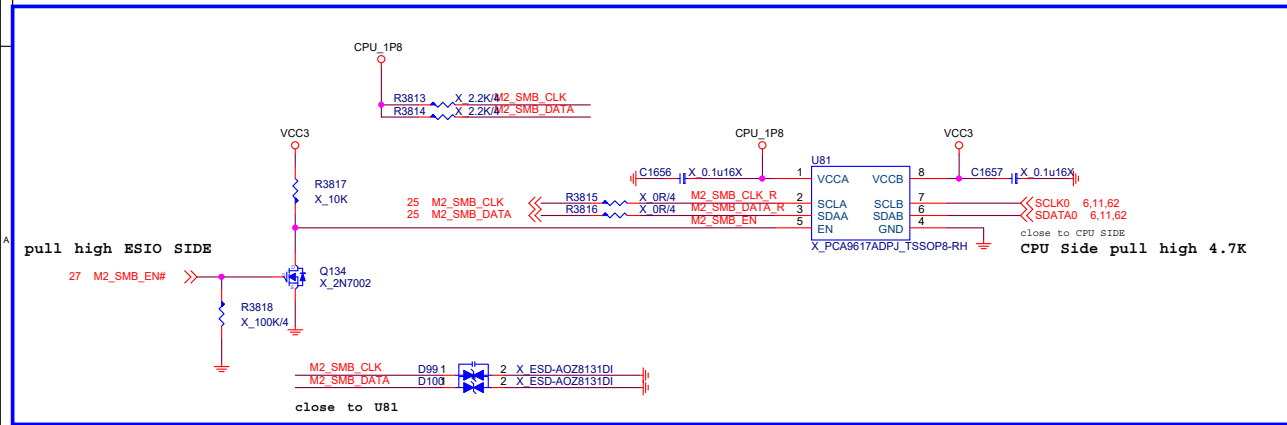 CPU_1P8
R3813 X_2.2K/4 M2_SMB_CLK
R3814 X_2.2K/4 M2_SMB_DATA
VCC3
CPU_1P8
VCC3
U81
C1656 X_0.1u16X
1 VCCA VCCB 8
C1657 X_0.1u16X
R3817
X_10K
25 M2_SMB_CLK
R3815 X_0R/4 M2_SMB_CLK_R
2 SCLA SCLB 7
SCLK0 6,11,62
25 M2_SMB_DATA
R3816 X_0R/4 M2_SMB_DATA_R
3 SDAA SDAB 6
SDATA0 6,11,62
M2_SMB_EN
5 EN GND 4
close to CPU SIDE
A
pull high ESIO SIDE
X_PCA9617ADPJ_TSSOP8-RH
CPU Side pull high 4.7K
27 M2_SMB_EN#
Q134
X_2N7002
R3818
X_100K/4
M2_SMB_CLK D99 1 2 X_ESD-AOZ8131DI
M2_SMB_DATA D100 1 2 X_ESD-AOZ8131DI
close to U81